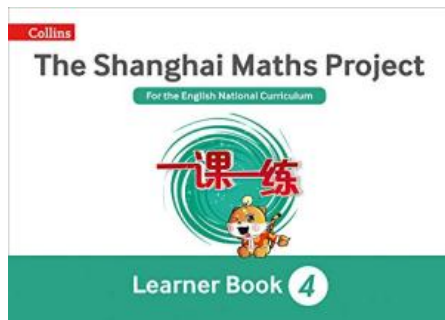 Collins
The Shanghai Maths Project
For the English National Curriculum
一课一练
Learner Book 4